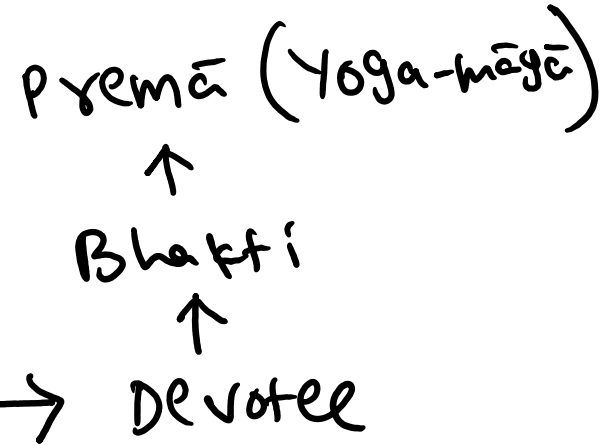 Premā (Yoga-māyā)
↑
Bhakti
↑
→ Devotee